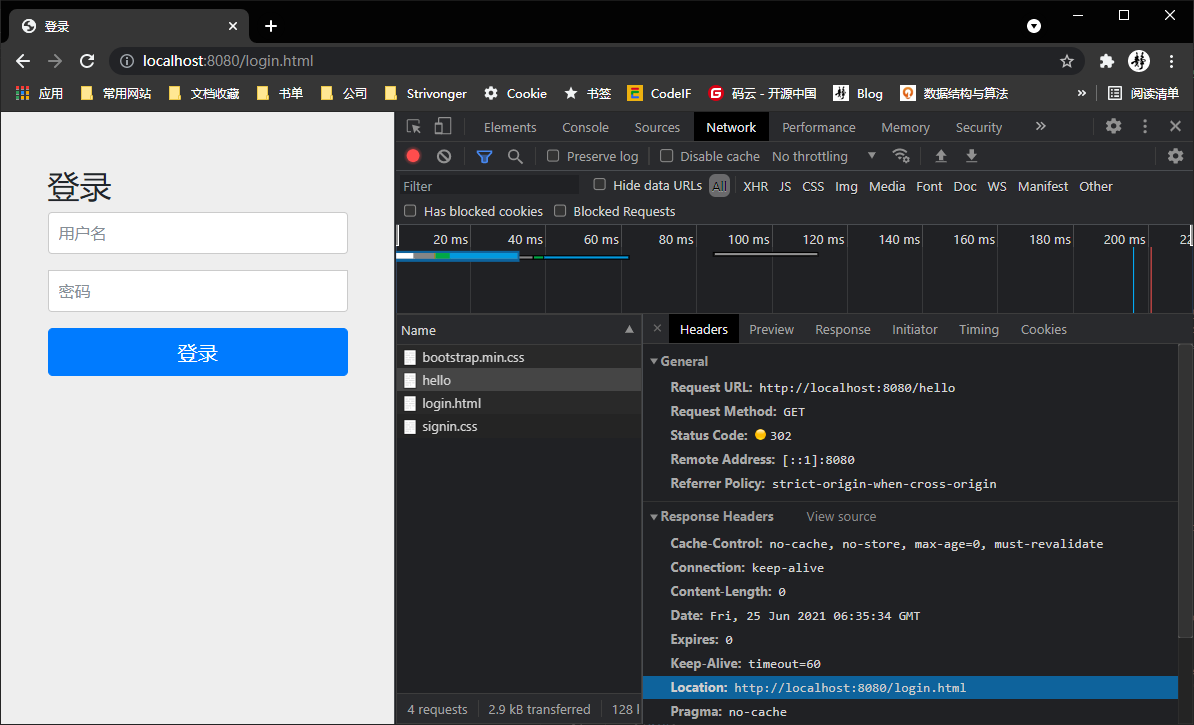 登录
localhost:8080/login.html
应用 常用网站 文档收藏 书单 公司 Strivonger Cookie 书签 CodeIF 码云 - 开源中国 Blog 数据结构与算法 » 阅读清单
登录
用户名
密码
登录
Elements Console Sources Network Performance Memory Security »
Preserve log Disable cache No throttling
Filter Hide data URLs All XHR JS CSS Img Media Font Doc WS Manifest Other
Has blocked cookies Blocked Requests
20 ms 40 ms 60 ms 80 ms 100 ms 120 ms 140 ms 160 ms 180 ms 200 ms 22
Name
bootstrap.min.css
hello
login.html
signin.css
4 requests 2.9 kB transferred 128 l
Headers Preview Response Initiator Timing Cookies
General
Request URL: http://localhost:8080/hello
Request Method: GET
Status Code: 302
Remote Address: [::1]:8080
Referrer Policy: strict-origin-when-cross-origin
Response Headers View source
Cache-Control: no-cache, no-store, max-age=0, must-revalidate
Connection: keep-alive
Content-Length: 0
Date: Fri, 25 Jun 2021 06:35:34 GMT
Expires: 0
Keep-Alive: timeout=60
Location: http://localhost:8080/login.html
Pragma: no-cache